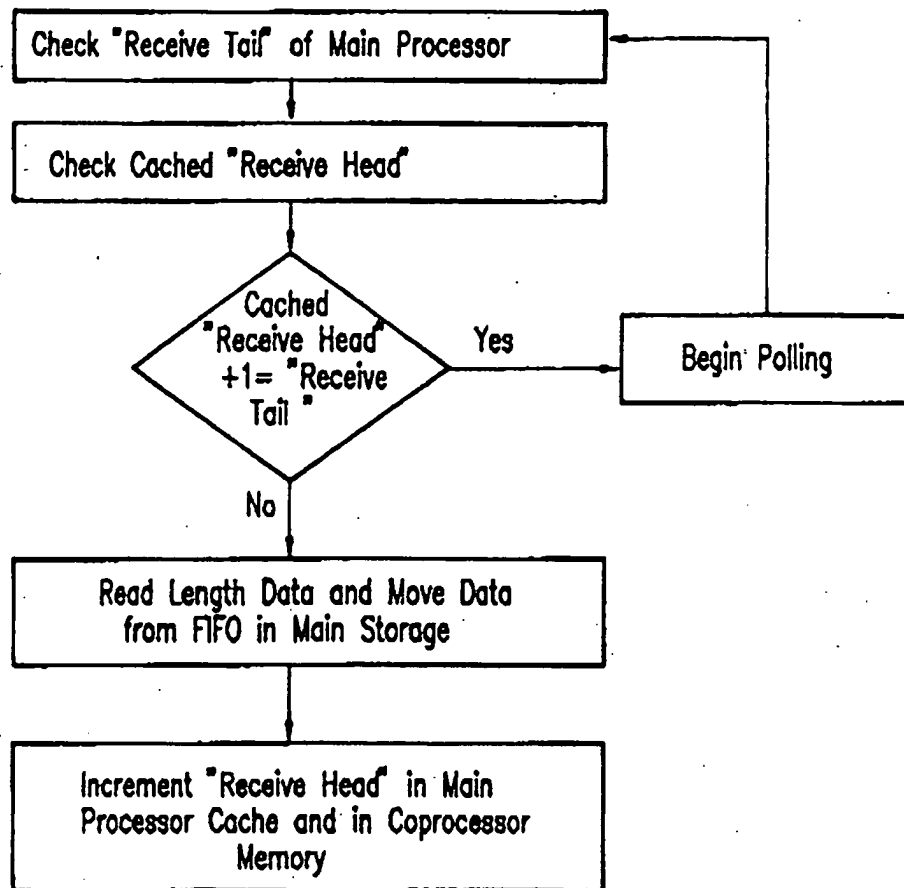 Check "Receive Tail" of Main Processor
Check Cached "Receive Head"
Cached
"Receive Head"
+1= "Receive
Tail "
Yes
Begin Polling
No
Read Length Data and Move Data
from FIFO in Main Storage
Increment "Receive Head" in Main
Processor Cache and in Coprocessor
Memory